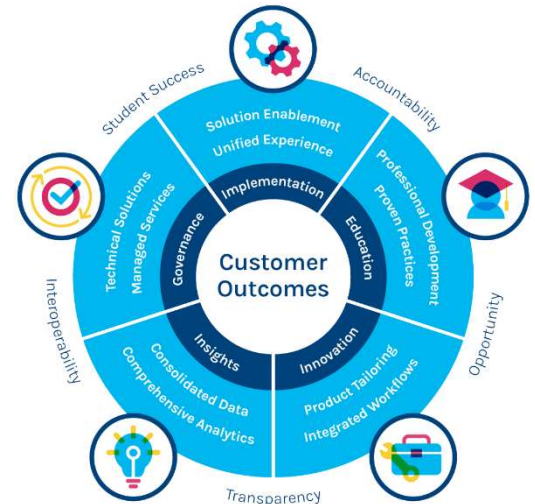 Student Success
Accountability
Solution Enablement
Unified Experience
Implementation
Technical Solutions
Managed Services
Governance
Customer
Outcomes
Education
Professional Development
Proven Practices
Interoperability
Opportunity
Insights
Innovation
Consolidated Data
Comprehensive Analytics
Product Tailoring
Integrated Workflows
Transparency